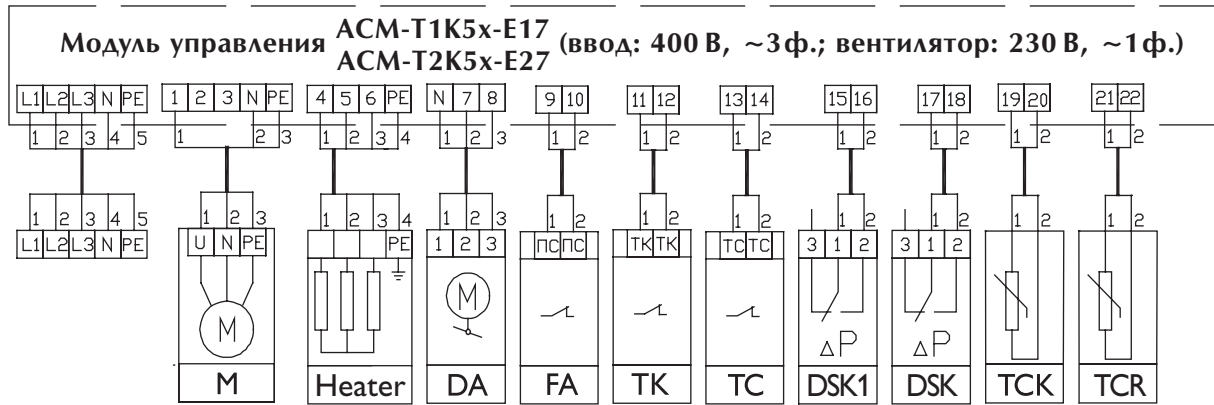 Модуль управления ACM-T1K5x-E17 (ввод: 400 В, ~3ф.; вентилятор: 230 В, ~1ф.)
ACM-T2K5x-E27
L1 L2 L3 N PE 1 2 3 N PE 4 5 6 PE N 7 8 9 10 11 12 13 14 15 16 17 18 19 20 21 22
1 2 3 4 5 1 2 3 1 2 3 4 1 2 3 1 2 1 2 1 2 1 2 1 2 1 2 1 2
1 2 3 4 5 1 2 3 1 2 3 4 1 2 3 1 2 1 2 1 2 1 2 1 2 1 2 1 2
L1 L2 L3 N PE U N PE PE 1 2 3 ПС ПС ТК ТК ТС ТС 3 1 2 3 1 2
M M
ΔP ΔP
M Heater DA FA TK TC DSK1 DSK TCK TCR